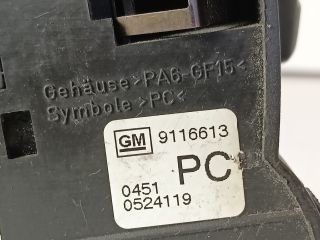 Gehäuse>PA6-GF15<
Symbole>PC<
GM 9116613
PC
0451
0524119